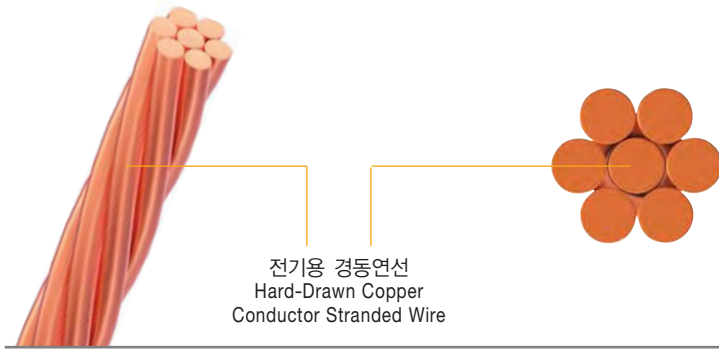 전기용 경동연선
Hard-Drawn Copper
Conductor Stranded Wire